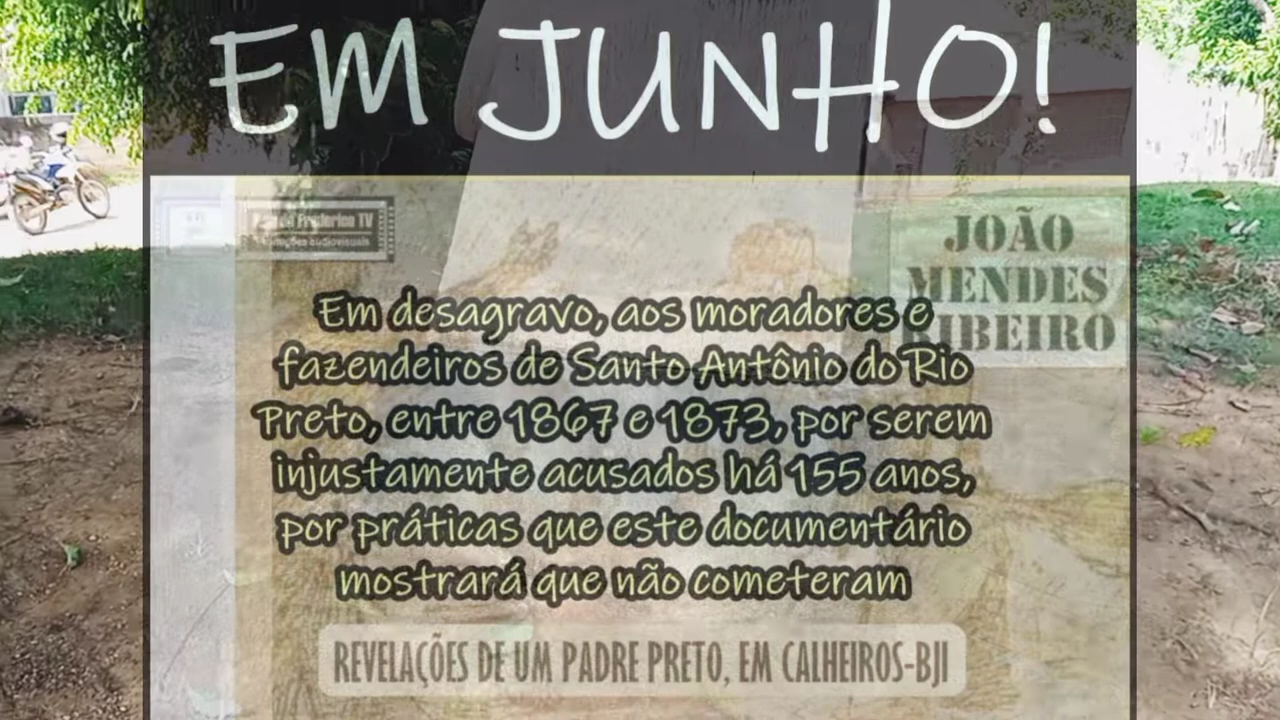 EM JUNHO!
TV
audiovisuais
JOÃO
MENDES
RIBEIRO
Em desagravo, aos moradores e
fazendeiros de Santo Antônio do Rio
Preto, entre 1867 e 1873, por serem
injustamente acusados há 155 anos,
por práticas que este documentário
mostrará que não cometeram
REVELAÇÕES DE UM PADRE PRETO, EM CALHEIROS-BJI